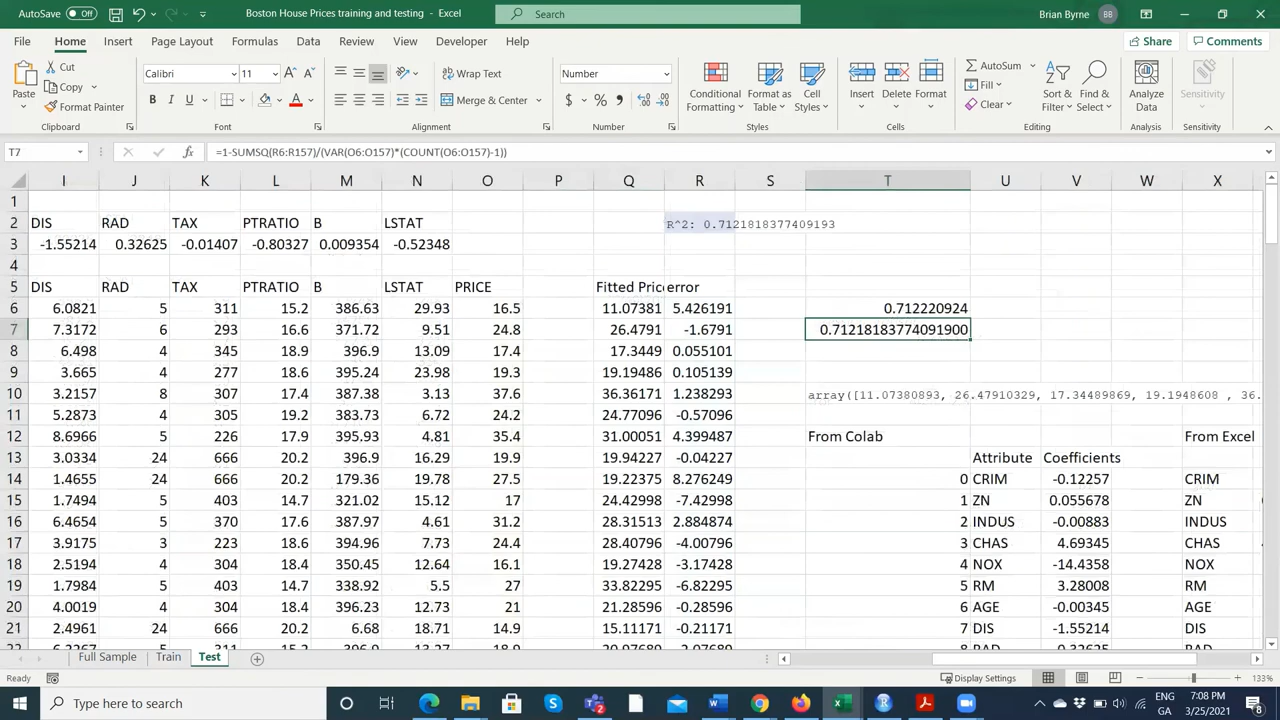 AutoSave Off Boston House Prices training and testing - Excel Search Brian Byrne BB
File Home Insert Page Layout Formulas Data Review View Developer Help Share Comments
Paste Cut Copy Format Painter Calibri 11 Wrap Text Merge & Center Number Conditional Formatting Format as Table Cell Styles Insert Delete Format AutoSum Fill Clear Sort & Filter Find & Select Analyze Data Sensitivity
Clipboard Font Alignment Number Styles Cells Editing Analysis Sensitivity
T7 fx =1-SUMSQ(R6:R157)/(VAR(O6:O157)*(COUNT(O6:O157)-1))
I J K L M N O P Q R S T U V W X
1
2 DIS RAD TAX PTRATIO B LSTAT R^2: 0.7121818377409193
3 -1.55214 0.32625 -0.01407 -0.80327 0.009354 -0.52348
4
5 DIS RAD TAX PTRATIO B LSTAT PRICE Fitted Pric error
6 6.0821 5 311 15.2 386.63 29.93 16.5 11.07381 5.426191 0.712220924
7 7.3172 6 293 16.6 371.72 9.51 24.8 26.4791 -1.6791 0.71218183774091900
8 6.498 4 345 18.9 396.9 13.09 17.4 17.3449 0.055101
9 3.665 4 277 18.6 395.24 23.98 19.3 19.19486 0.105139
10 3.2157 8 307 17.4 387.38 3.13 37.6 36.36171 1.238293 array([11.07380893, 26.47910329, 17.34489869, 19.1948608 , 36.
11 5.2873 4 305 19.2 383.73 6.72 24.2 24.77069 -0.57096
12 8.6966 5 226 17.9 395.93 4.81 35.4 31.00051 4.399487 From Colab From Excel
13 3.0334 24 666 20.2 396.9 16.29 19.9 19.94227 -0.04227 Attribute Coefficients
14 1.4655 24 666 20.2 179.36 19.78 27.5 19.22375 8.276249 0 CRIM -0.12257 CRIM
15 1.7494 5 403 14.7 321.02 15.12 17 24.42998 -7.42998 1 ZN 0.055678 ZN
16 6.4654 5 370 17.6 387.97 4.61 31.2 28.31513 2.884874 2 INDUS -0.00883 INDUS
17 3.9175 3 223 18.6 394.96 7.73 24.4 28.40796 -4.00796 3 CHAS 4.69345 CHAS
18 2.5194 4 304 18.4 350.45 12.64 16.1 19.27428 -3.17428 4 NOX -14.4358 NOX
19 1.7984 5 403 14.7 338.92 5.5 27 33.82295 -6.82295 5 RM 3.28008 RM
20 4.0019 4 304 18.4 396.23 12.73 21 21.28596 -0.28596 6 AGE -0.00345 AGE
21 2.4961 24 666 20.2 6.68 18.71 14.9 15.11171 -0.21171 7 DIS -1.55214 DIS
Full Sample Train Test
Ready Display Settings 133%
Type here to search ENG 7:08 PM
GA 3/25/2021